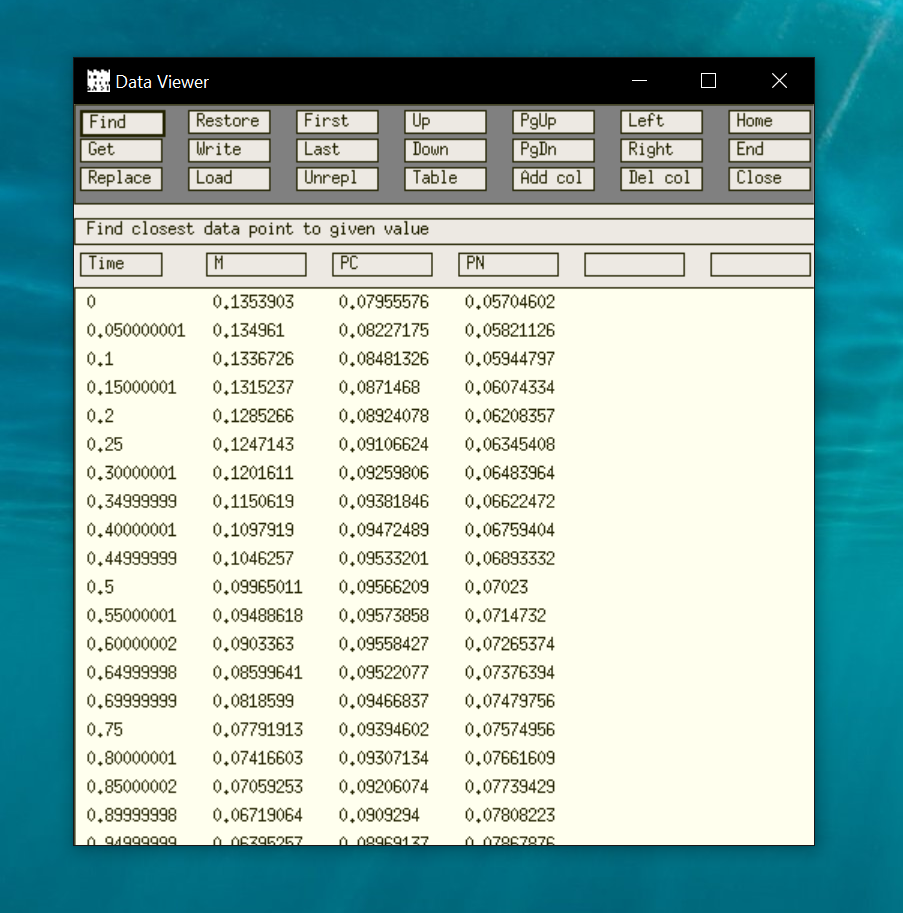 Data Viewer
Find Restore First Up PgUp Left Home
Get Write Last Down PgDn Right End
Replace Load Unrepl Table Add col Del col Close
Find closest data point to given value
Time M PC PN
0 0.1353903 0.07955576 0.05704602
0.050000001 0.134961 0.08227175 0.05821126
0.1 0.1336726 0.08481326 0.05944797
0.15000001 0.1315237 0.0871468 0.06074334
0.2 0.1285266 0.08924078 0.06208357
0.25 0.1247143 0.09106624 0.06345408
0.30000001 0.1201611 0.09259806 0.06483964
0.34999999 0.1150619 0.09381846 0.06622472
0.40000001 0.1097919 0.09472489 0.06759404
0.44999999 0.1046257 0.09533201 0.06893332
0.5 0.09965011 0.09566209 0.07023
0.55000001 0.09488618 0.09573858 0.0714732
0.60000002 0.0903363 0.09558427 0.07265374
0.64999998 0.08599641 0.09522077 0.07376394
0.69999999 0.0818599 0.09466837 0.07479756
0.75 0.07791913 0.09394602 0.07574956
0.80000001 0.07416603 0.09307134 0.07661609
0.85000002 0.07059253 0.09206074 0.07739429
0.89999998 0.06719064 0.0909294 0.07808223
0.94999999 0.06395257 0.08969137 0.07867876